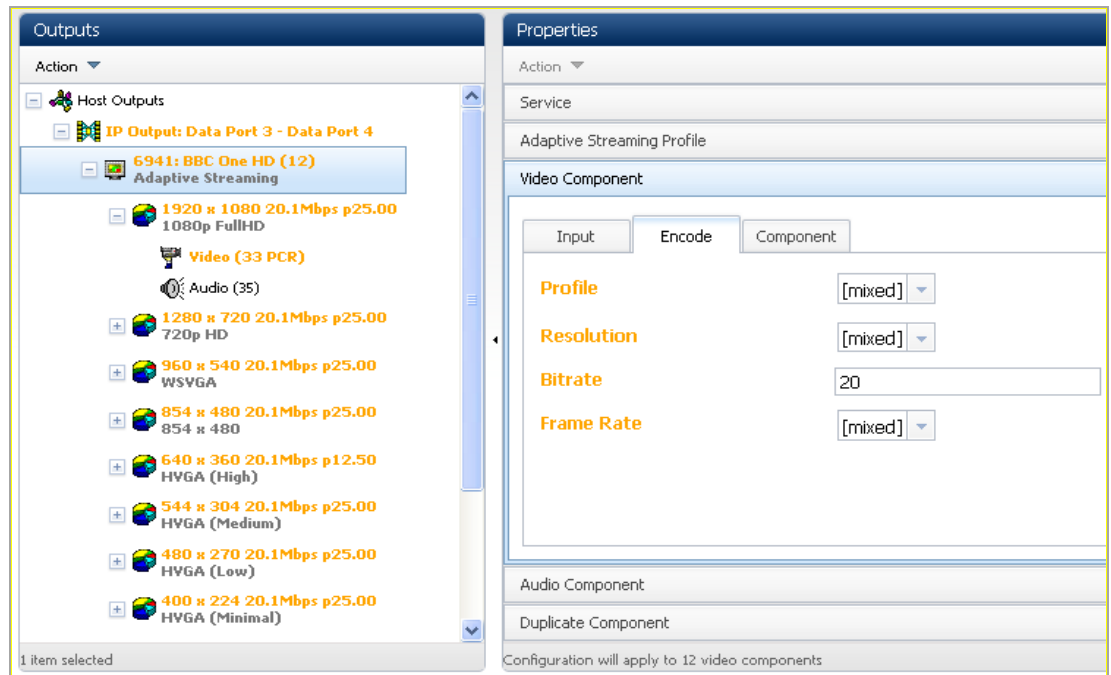 Outputs
Action
Host Outputs
IP Output: Data Port 3 - Data Port 4
6941: BBC One HD (12)
Adaptive Streaming
1920 x 1080 20.1Mbps p25.00
1080p FullHD
Video (33 PCR)
Audio (35)
1280 x 720 20.1Mbps p25.00
720p HD
960 x 540 20.1Mbps p25.00
WSVGA
854 x 480 20.1Mbps p25.00
854 x 480
640 x 360 20.1Mbps p12.50
HVGA (High)
544 x 304 20.1Mbps p25.00
HVGA (Medium)
480 x 270 20.1Mbps p25.00
HVGA (Low)
400 x 224 20.1Mbps p25.00
HVGA (Minimal)
1 item selected
Properties
Action
Service
Adaptive Streaming Profile
Video Component
Input Encode Component
Profile [mixed]
Resolution [mixed]
Bitrate 20
Frame Rate [mixed]
Audio Component
Duplicate Component
Configuration will apply to 12 video components